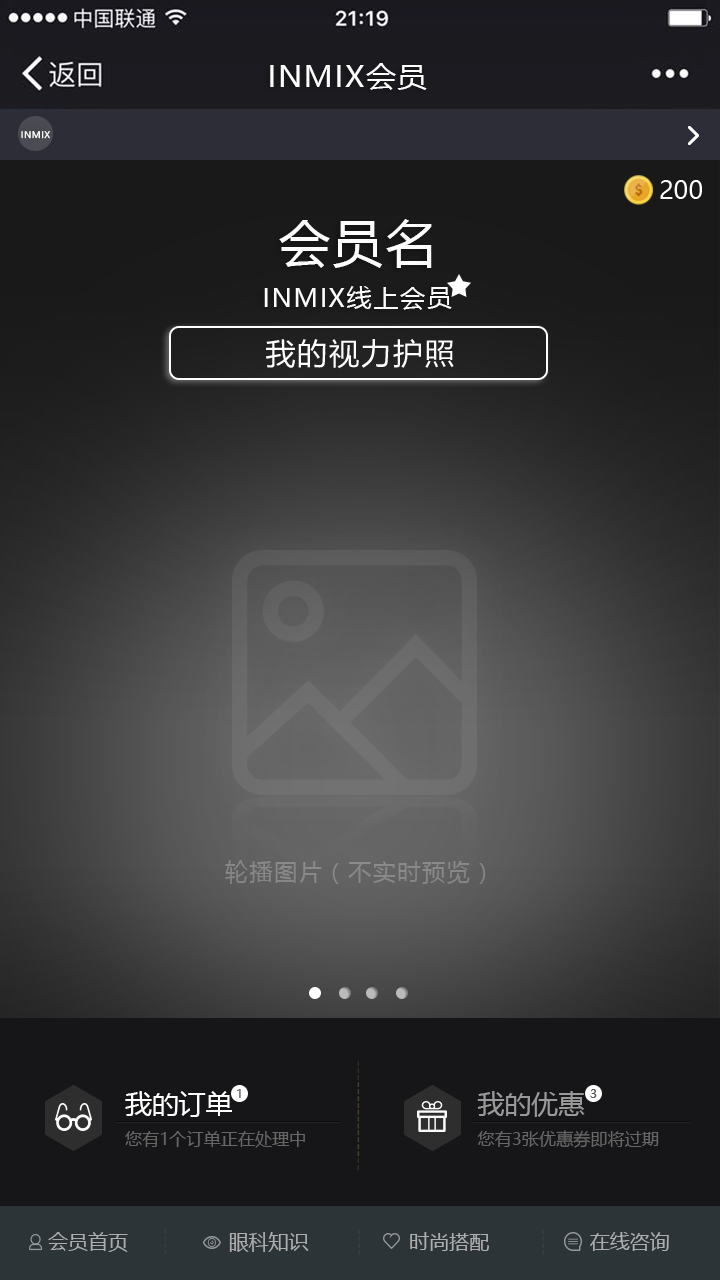 中国联通 21:19
返回 INMIX会员
INMIX
200
会员名
INMIX线上会员
我的视力护照
轮播图片（不实时预览）
我的订单 1
您有1个订单正在处理中
我的优惠 3
您有3张优惠券即将过期
会员首页 眼科知识 时尚搭配 在线咨询